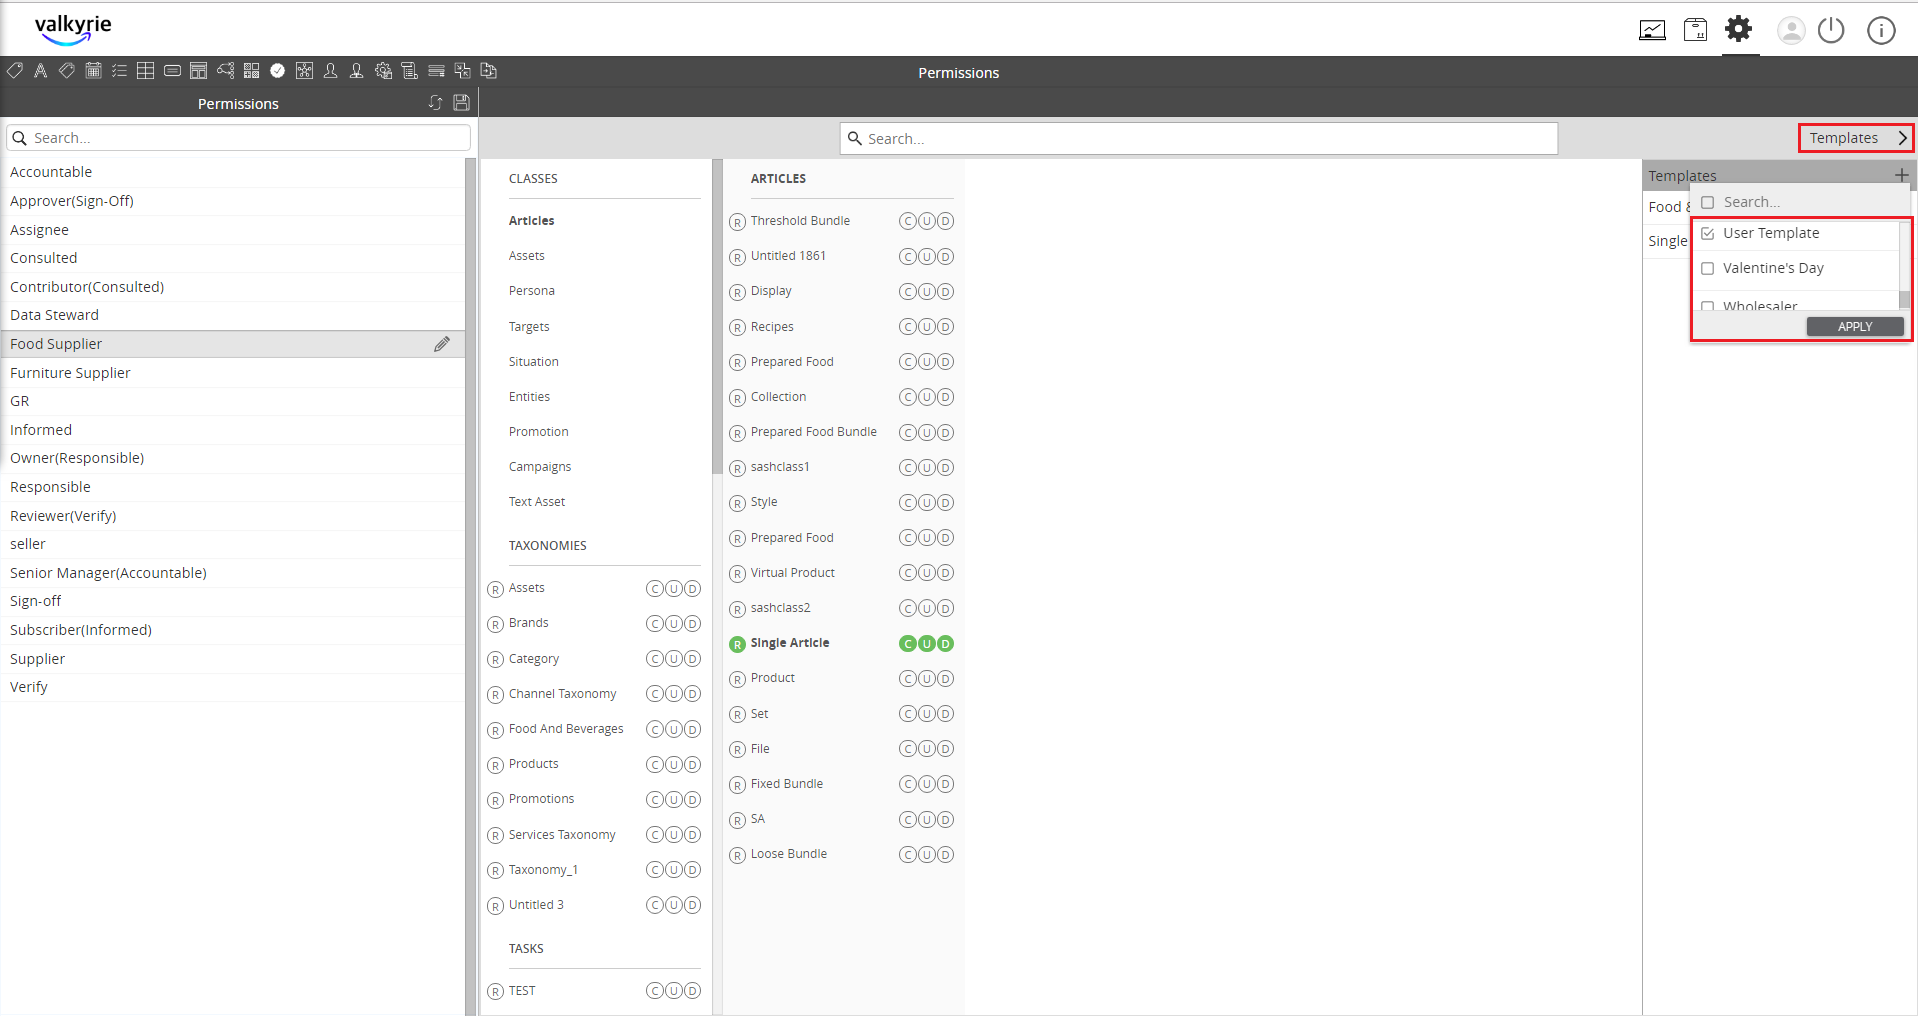 valkyrie
Permissions
Permissions
Search...
Accountable
Approver(Sign-Off)
Assignee
Consulted
Contributor(Consulted)
Data Steward
Food Supplier
Furniture Supplier
GR
Informed
Owner(Responsible)
Responsible
Reviewer(Verify)
seller
Senior Manager(Accountable)
Sign-off
Subscriber(Informed)
Supplier
Verify
Search...
Templates
CLASSES
Articles
Assets
Persona
Targets
Situation
Entities
Promotion
Campaigns
Text Asset
TAXONOMIES
R Assets C U D
R Brands C U D
R Category C U D
R Channel Taxonomy C U D
R Food And Beverages C U D
R Products C U D
R Promotions C U D
R Services Taxonomy C U D
R Taxonomy_1 C U D
R Untitled 3 C U D
TASKS
R TEST C U D
ARTICLES
R Threshold Bundle C U D
R Untitled 1861 C U D
R Display C U D
R Recipes C U D
R Prepared Food C U D
R Collection C U D
R Prepared Food Bundle C U D
R sashclass1 C U D
R Style C U D
R Prepared Food C U D
R Virtual Product C U D
R sashclass2 C U D
R Single Article C U D
R Product C U D
R Set C U D
R File C U D
R Fixed Bundle C U D
R SA C U D
R Loose Bundle C U D
Templates
Food &
Single
Search...
User Template
Valentine's Day
Wholesaler
APPLY